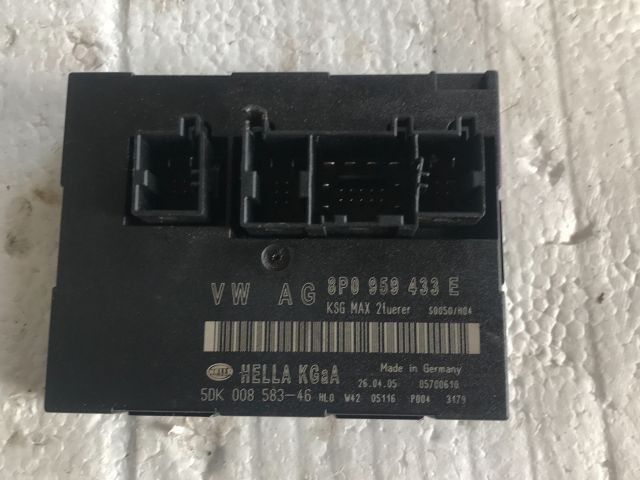 VW AG 8P0 959 433 E
KSG MAX 2tuerer S0050/H04
HELLA KGaA Made in Germany
26.04.05 05700610
5DK 008 583-46 HL0 W42 05116 P004 3179